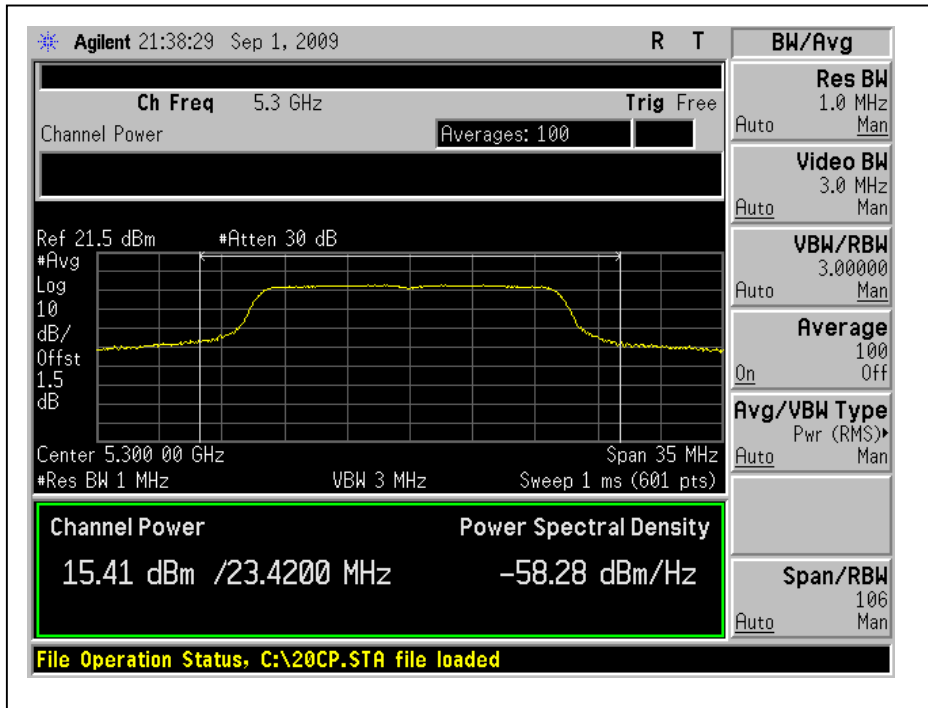 Agilent 21:38:29 Sep 1, 2009 R T
Ch Freq 5.3 GHz Trig Free
Channel Power Averages: 100
Ref 21.5 dBm #Atten 30 dB
#Avg
Log
10
dB/
Offst
1.5
dB
Center 5.300 00 GHz Span 35 MHz
#Res BW 1 MHz VBW 3 MHz Sweep 1 ms (601 pts)
Channel Power Power Spectral Density
15.41 dBm /23.4200 MHz -58.28 dBm/Hz
File Operation Status, C:\20CP.STA file loaded
BW/Avg
Res BW
1.0 MHz
Auto Man
Video BW
3.0 MHz
Auto Man
VBW/RBW
3.00000
Auto Man
Average
100
On Off
Avg/VBW Type
Pwr (RMS)▸
Auto Man
Span/RBW
106
Auto Man